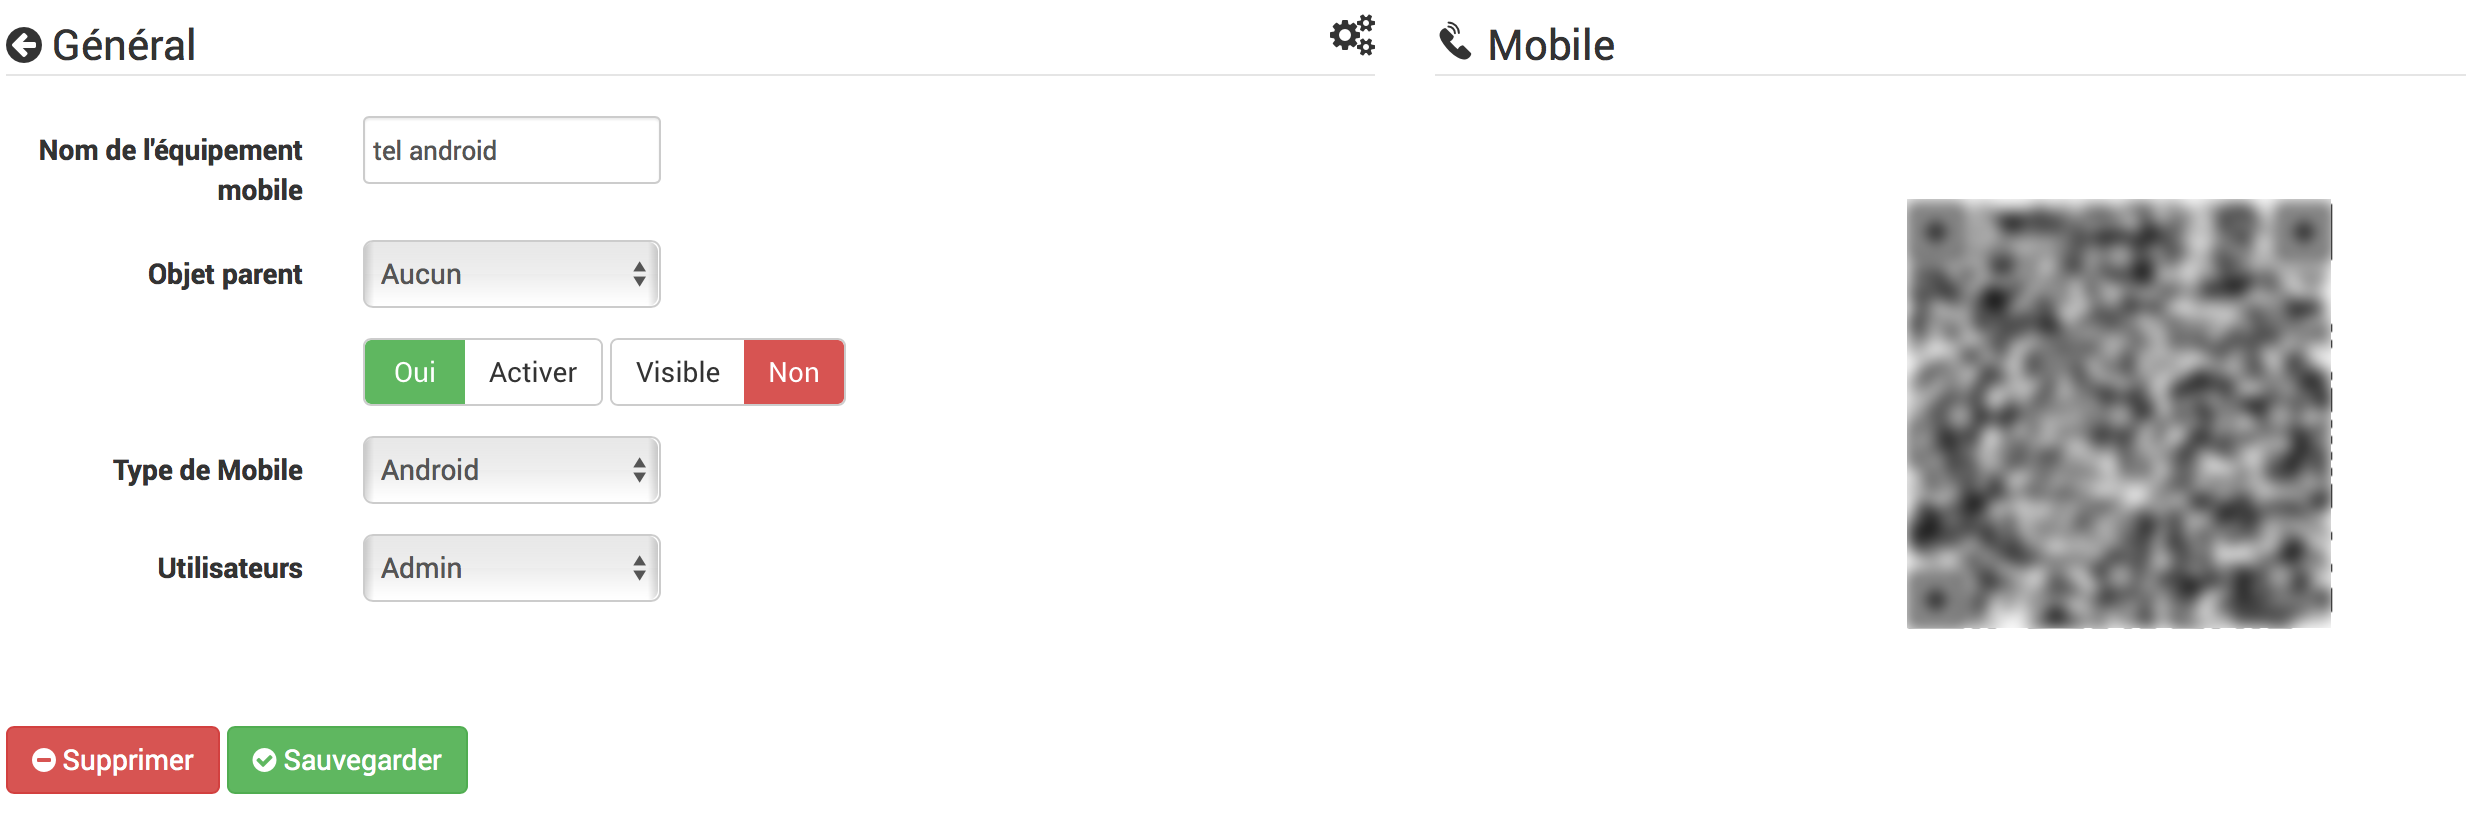 Général
Nom de l'équipement
mobile
tel android
Objet parent
Aucun
Oui
Activer
Visible
Non
Type de Mobile
Android
Utilisateurs
Admin
Supprimer
Sauvegarder
Mobile